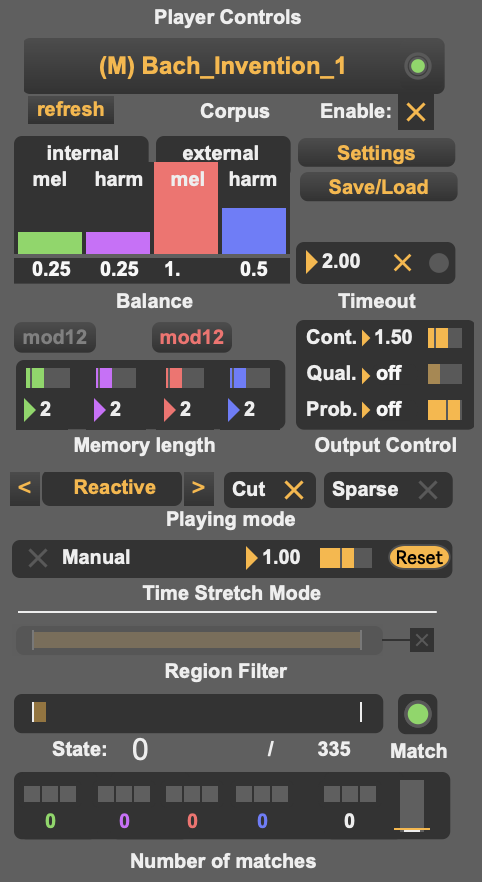 Player Controls
(M) Bach_Invention_1
refresh Corpus Enable:
internal external Settings
mel harm mel harm Save/Load
0.25 0.25 1. 0.5 2.00
Balance Timeout
mod12 mod12 Cont. 1.50
Qual. off
2 2 2 2 Prob. off
Memory length Output Control
< Reactive > Cut Sparse
Playing mode
Manual 1.00 Reset
Time Stretch Mode
Region Filter
State: 0 / 335 Match
0 0 0 0 0
Number of matches